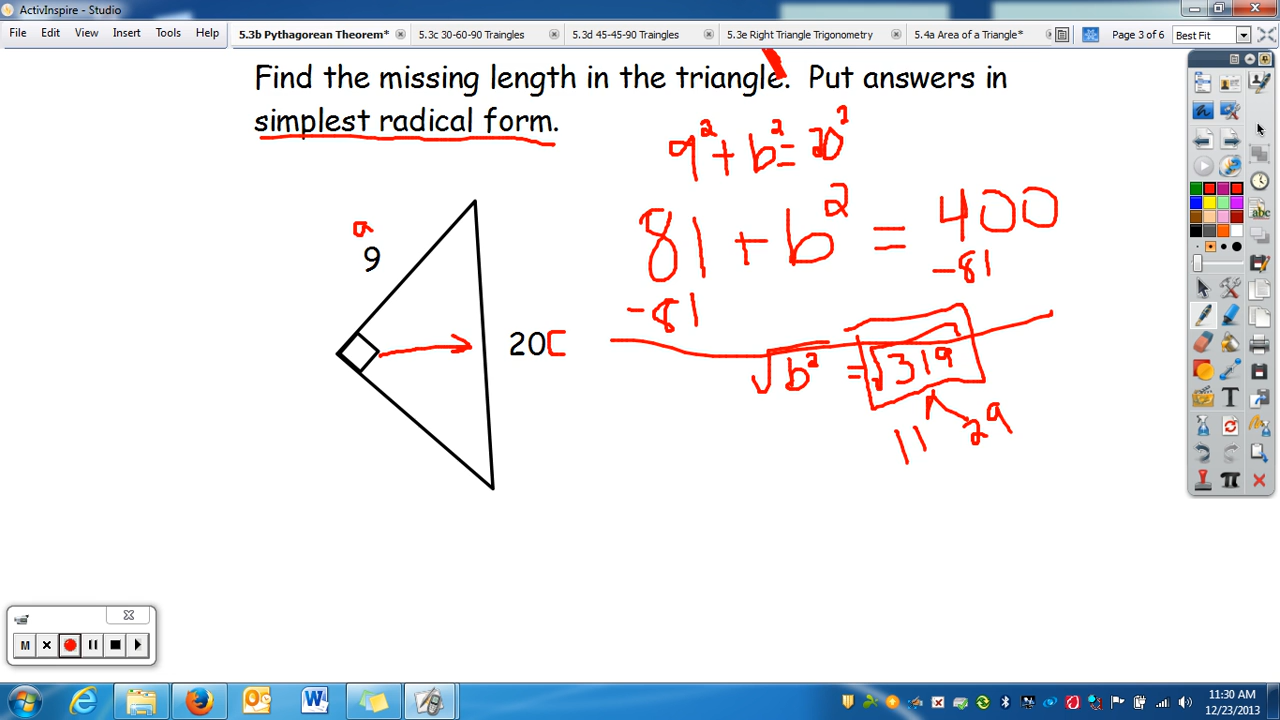 ActivInspire - Studio
File Edit View Insert Tools Help
5.3b Pythagorean Theorem* 5.3c 30-60-90 Traingles 5.3d 45-45-90 Traingles 5.3e Right Triangle Trigonometry 5.4a Area of a Triangle* Page 3 of 6 Best Fit
Find the missing length in the triangle. Put answers in
simplest radical form.
9² + b² = 20²
81 + b² = 400
-81
-81
√b² = √319
11 29
a
9
20 C
M
11:30 AM
12/23/2013